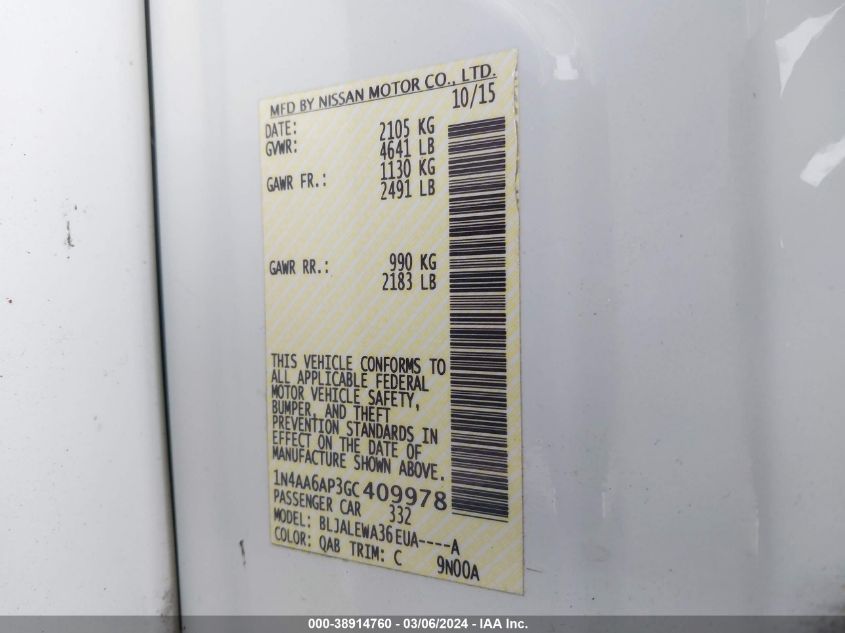 MFD BY NISSAN MOTOR CO., LTD.
DATE: 10/15
GVWR: 2105 KG
4641 LB
GAWR FR.: 1130 KG
2491 LB
GAWR RR.: 990 KG
2183 LB
THIS VEHICLE CONFORMS TO
ALL APPLICABLE FEDERAL
MOTOR VEHICLE SAFETY,
BUMPER, AND THEFT
PREVENTION STANDARDS IN
EFFECT ON THE DATE OF
MANUFACTURE SHOWN ABOVE.
1N4AA6AP3GC409978
PASSENGER CAR 332
MODEL: BLJALEWA36EUA----A
COLOR: QAB TRIM: C 9N00A
000-38914760 - 03/06/2024 - IAA Inc.